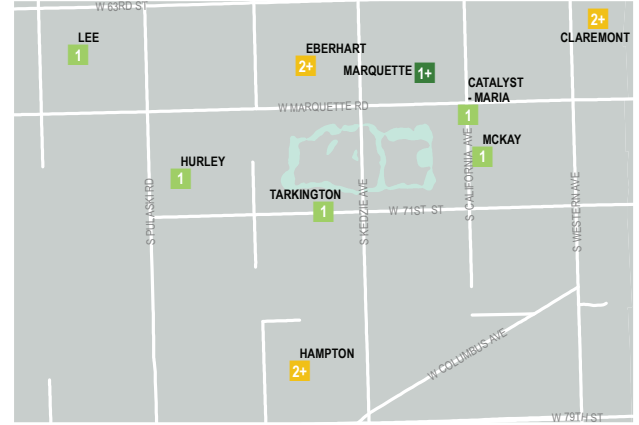 W 63RD ST
LEE
1
2+
CLAREMONT
EBERHART
2+
MARQUETTE 1+
CATALYST
- MARIA
1
W MARQUETTE RD
MCKAY
1
HURLEY
1
TARKINGTON
1
W 71ST ST
S PULASKI RD
S KEDZIE AVE
S CALIFORNIA AVE
S WESTERN AVE
HAMPTON
2+
W COLUMBUS AVE
W 79TH ST